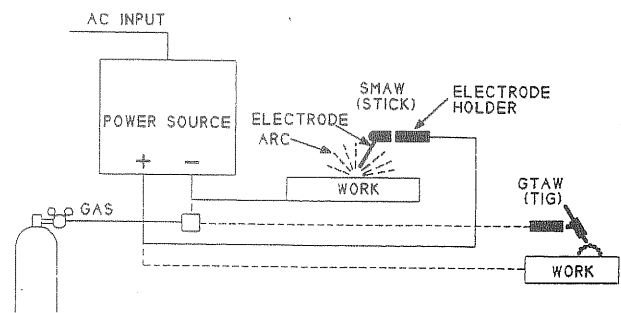 AC INPUT
POWER SOURCE
+ −
SMAW
(STICK)
ELECTRODE
HOLDER
ELECTRODE
ARC
WORK
GAS
GTAW
(TIG)
WORK